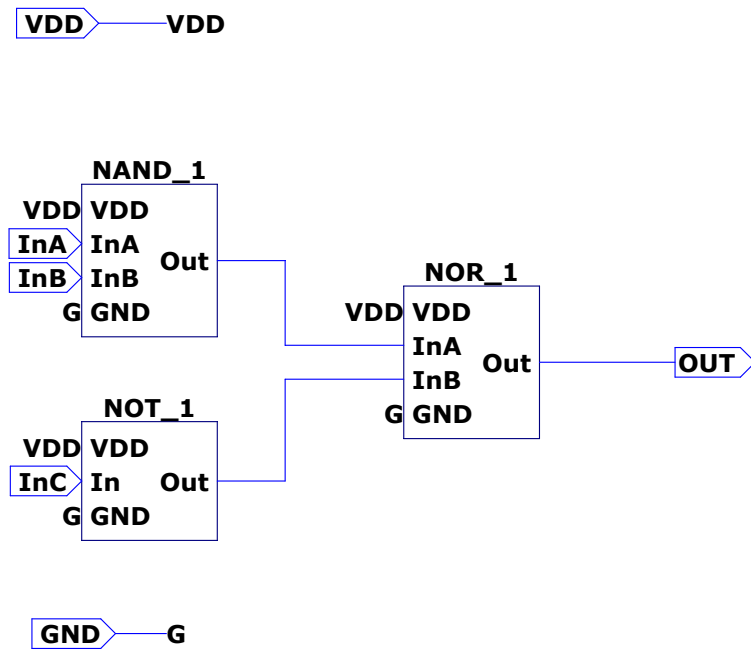 VDD VDD
NAND_1
VDD VDD
InA InA
Out
InB InB
G GND
NOR_1
VDD VDD
InA
Out
InB
G GND
OUT
NOT_1
VDD VDD
InC In Out
G GND
GND G